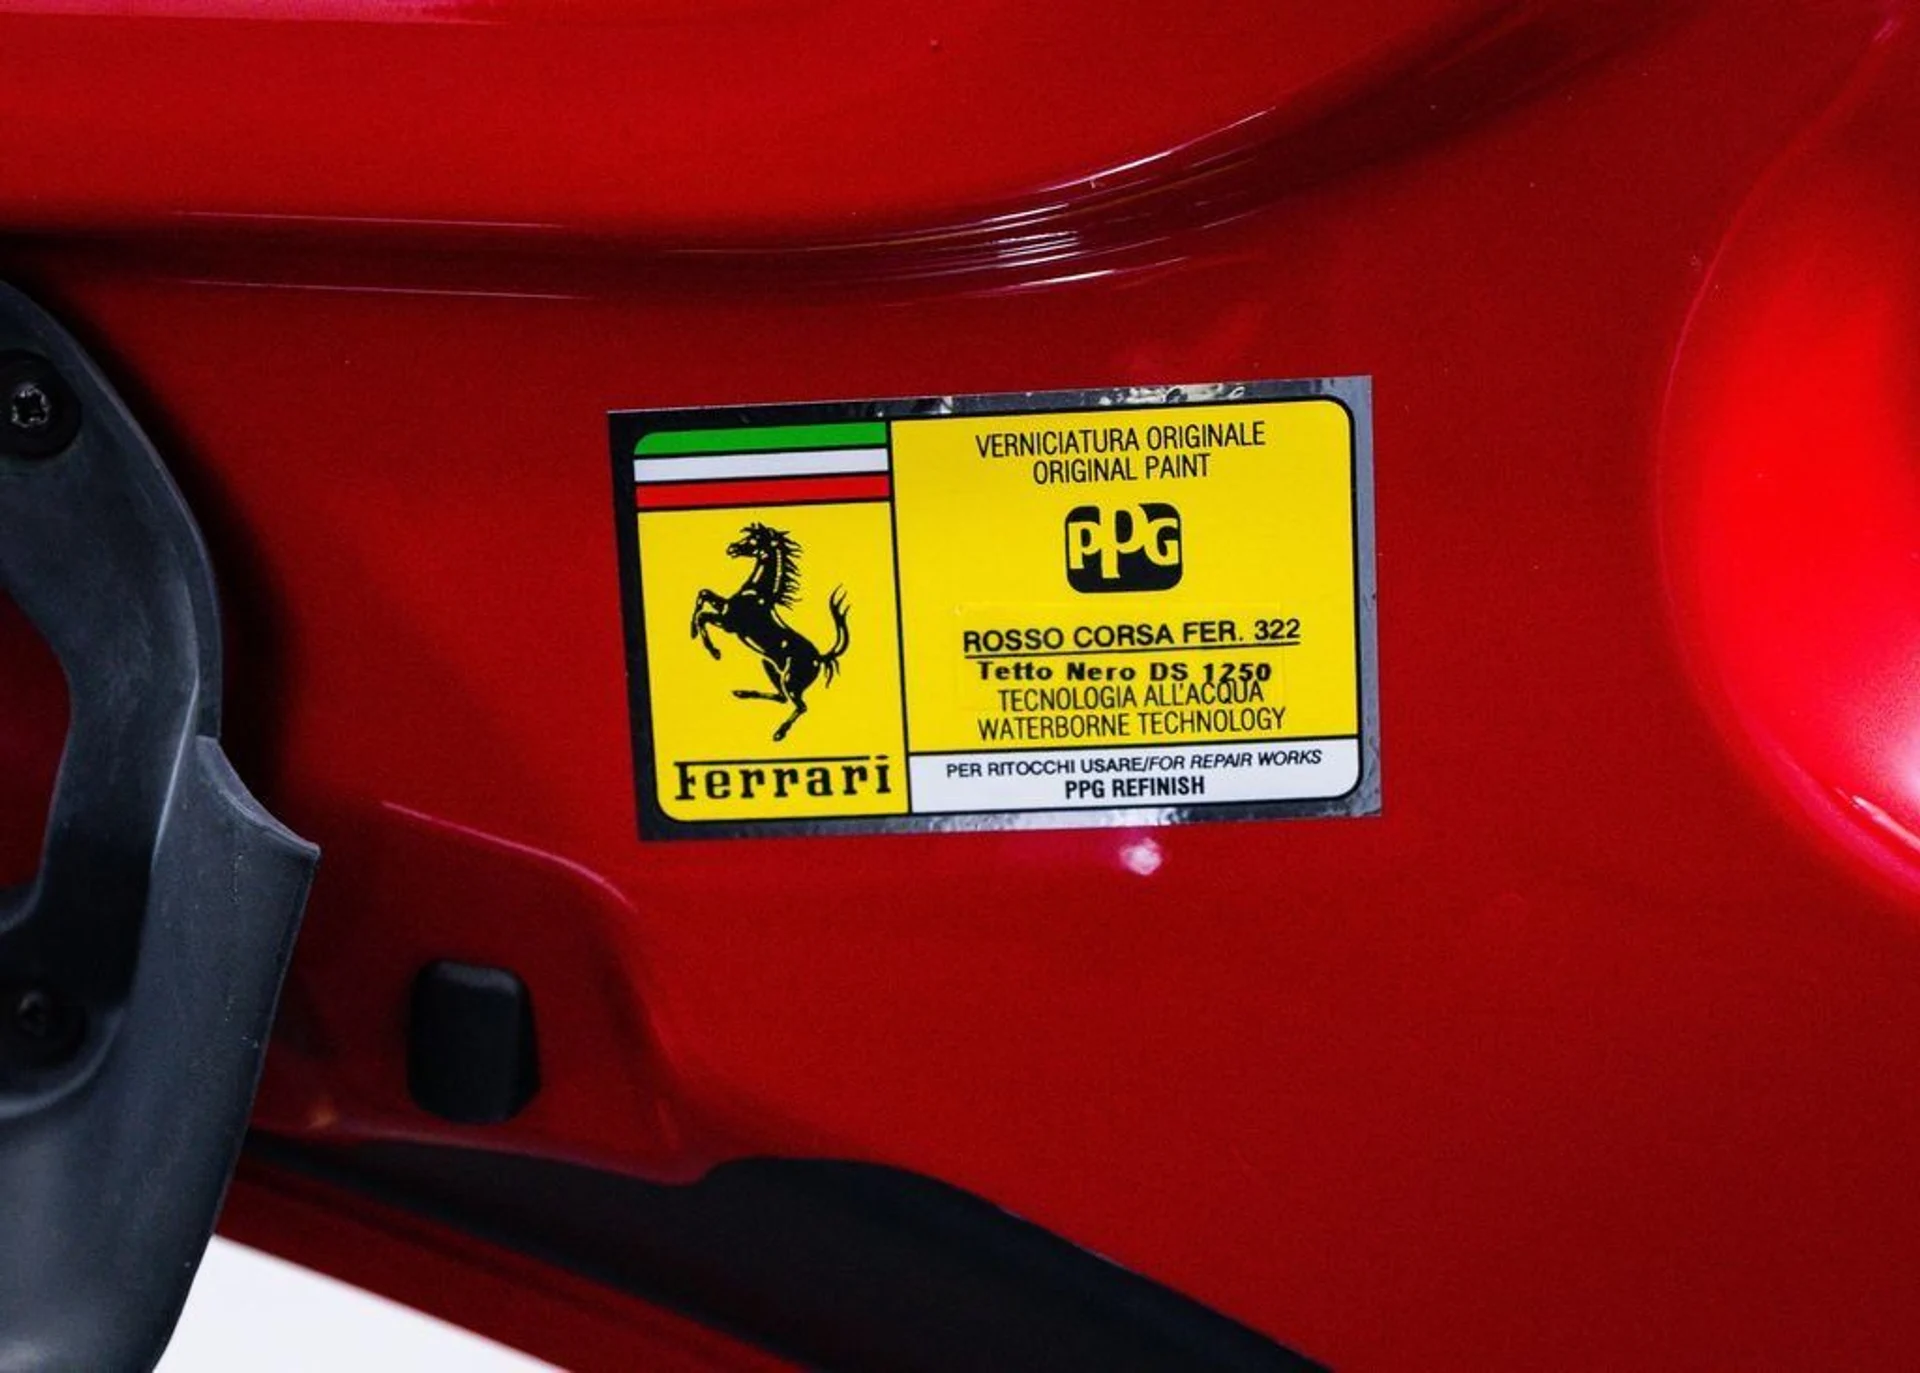 VERNICIATURA ORIGINALE
ORIGINAL PAINT
PPG
ROSSO CORSA FER. 322
Tetto Nero DS 1250
TECNOLOGIA ALL'ACQUA
WATERBORNE TECHNOLOGY
Ferrari
PER RITOCCHI USARE/FOR REPAIR WORKS
PPG REFINISH